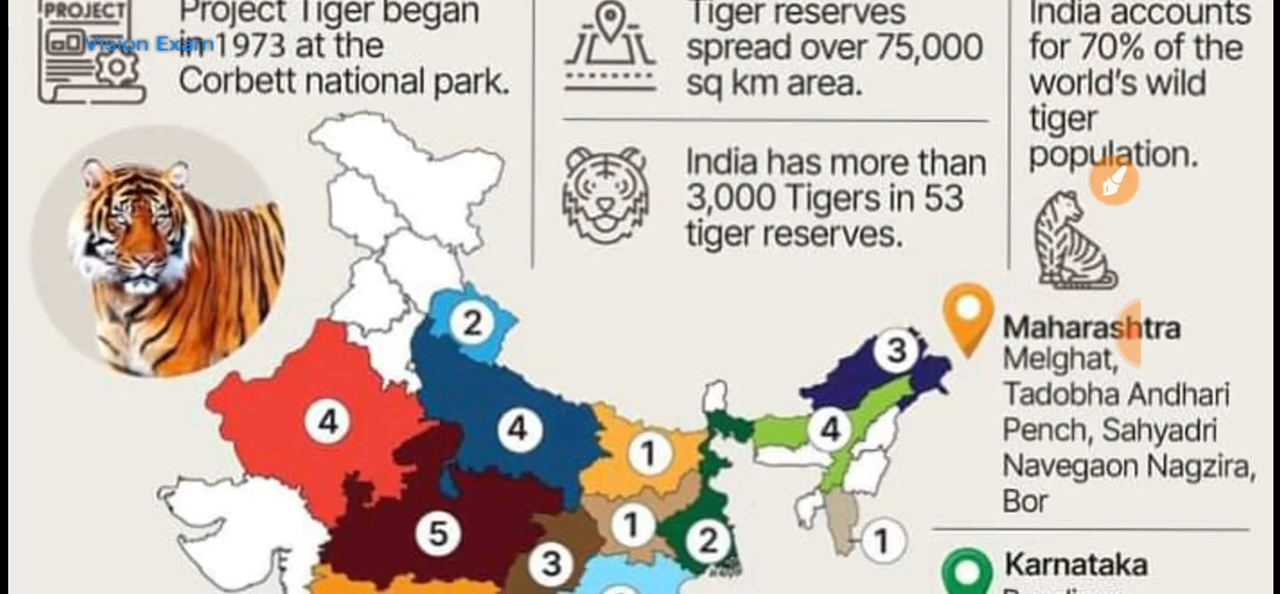 PROJECT
Vision Exam
Project Tiger began
in 1973 at the
Corbett national park.
Tiger reserves
spread over 75,000
sq km area.
India has more than
3,000 Tigers in 53
tiger reserves.
India accounts
for 70% of the
world's wild
tiger
population.
2
3
4
4
4
1
5
1
2
3
1
Maharashtra
Melghat,
Tadobha Andhari
Pench, Sahyadri
Navegaon Nagzira,
Bor
Karnataka